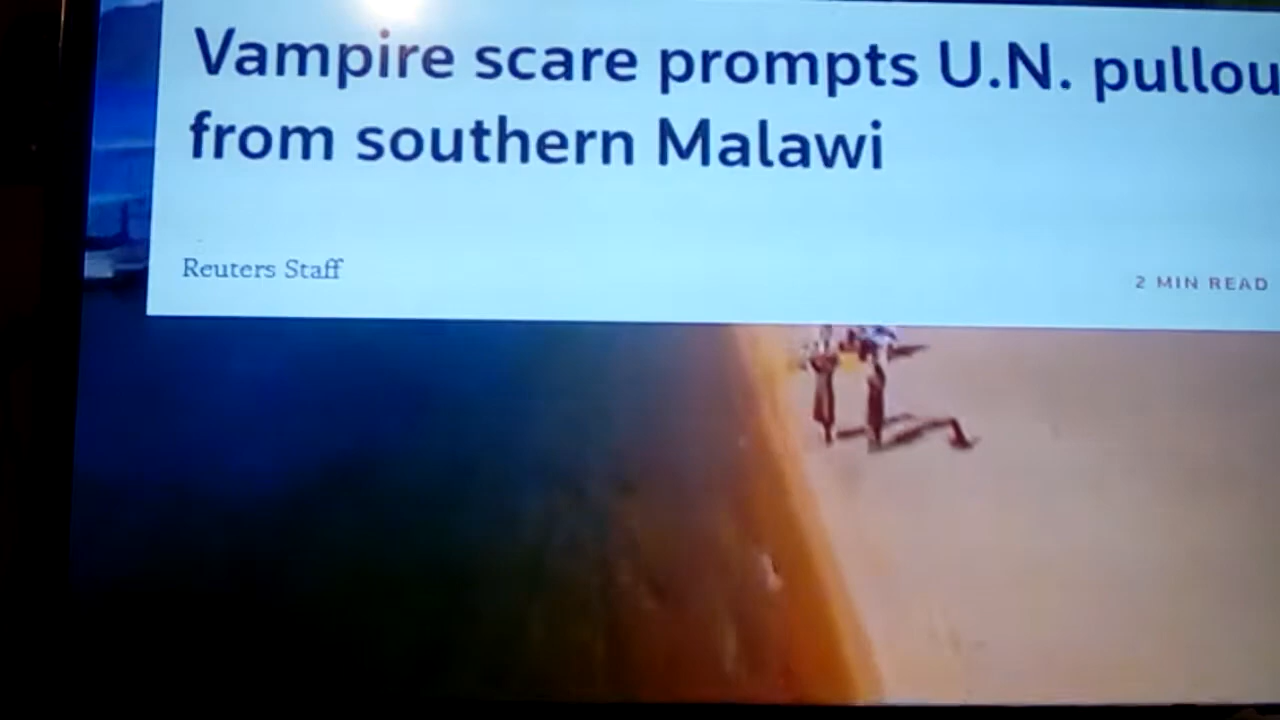 Vampire scare prompts U.N. pullou
from southern Malawi
Reuters Staff
2 MIN READ